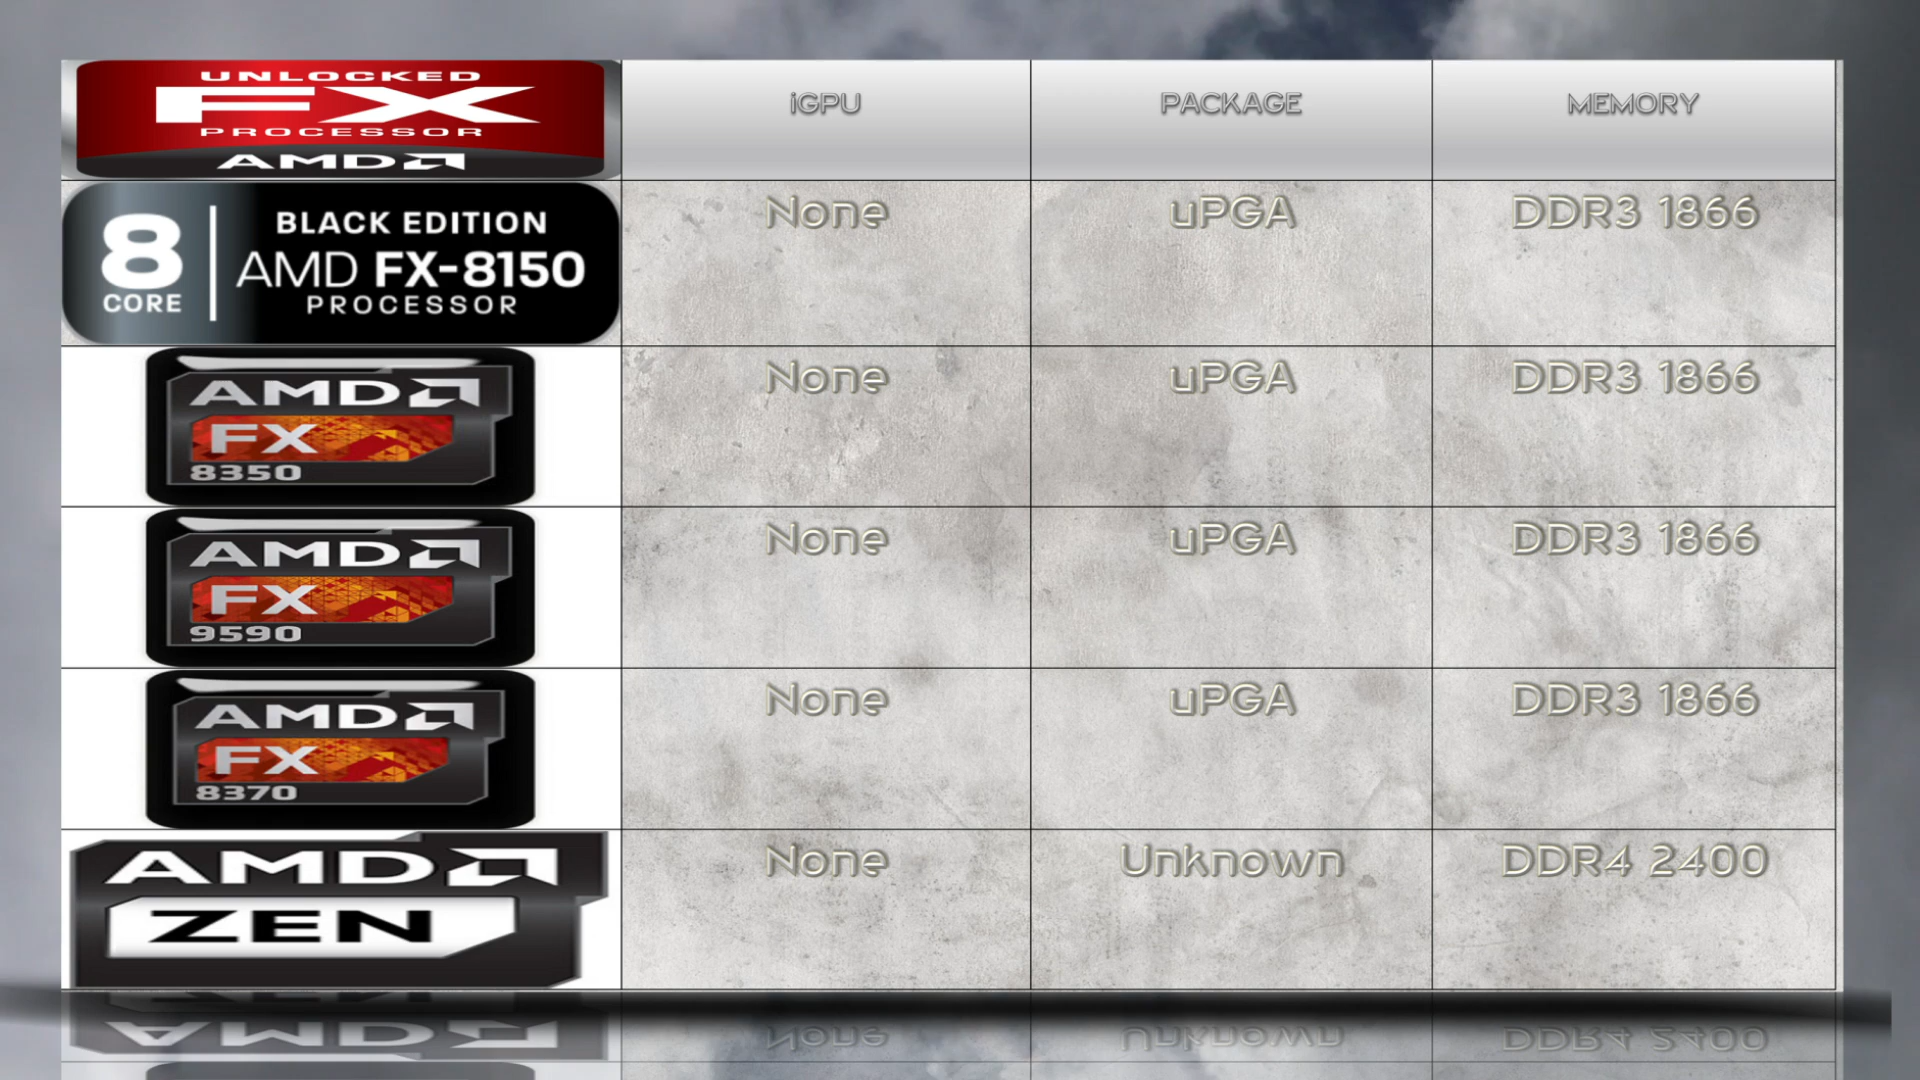 UNLOCKED
FX
PROCESSOR
AMD
iGPU
PACKAGE
MEMORY
8
CORE
BLACK EDITION
AMD FX-8150
PROCESSOR
None
uPGA
DDR3 1866
AMD
FX
8350
None
uPGA
DDR3 1866
AMD
FX
9590
None
uPGA
DDR3 1866
AMD
FX
8370
None
uPGA
DDR3 1866
AMD
ZEN
None
Unknown
DDR4 2400